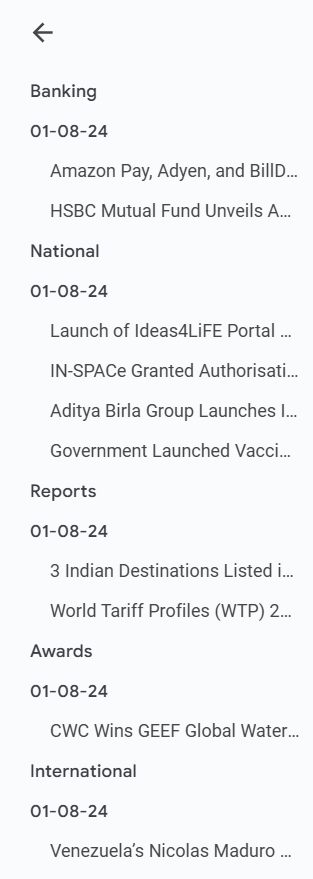 Banking
01-08-24
Amazon Pay, Adyen, and BillD...
HSBC Mutual Fund Unveils A...
National
01-08-24
Launch of Ideas4LiFE Portal ...
IN-SPACe Granted Authorisati...
Aditya Birla Group Launches I...
Government Launched Vacci...
Reports
01-08-24
3 Indian Destinations Listed i...
World Tariff Profiles (WTP) 2...
Awards
01-08-24
CWC Wins GEEF Global Water...
International
01-08-24
Venezuela’s Nicolas Maduro ...